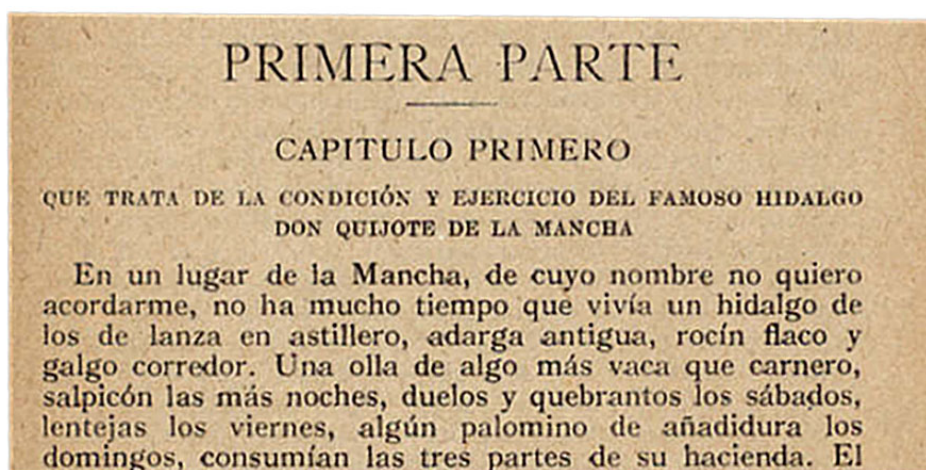 PRIMERA PARTE
CAPITULO PRIMERO
QUE TRATA DE LA CONDICIÓN Y EJERCICIO DEL FAMOSO HIDALGO
DON QUIJOTE DE LA MANCHA
En un lugar de la Mancha, de cuyo nombre no quiero
acordarme, no ha mucho tiempo que vivía un hidalgo de
los de lanza en astillero, adarga antigua, rocín flaco y
galgo corredor. Una olla de algo más vaca que carnero,
salpicón las más noches, duelos y quebrantos los sábados,
lentejas los viernes, algún palomino de añadidura los
domingos, consumían las tres partes de su hacienda. El